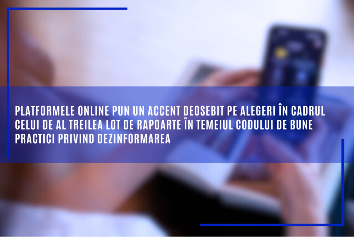 PLATFORMELE ONLINE PUN UN ACCENT DEOSEBIT PE ALEGERI ÎN CADRUL
CELUI DE AL TREILEA LOT DE RAPOARTE ÎN TEMEIUL CODULUI DE BUNE
PRACTICI PRIVIND DEZINFORMAREA